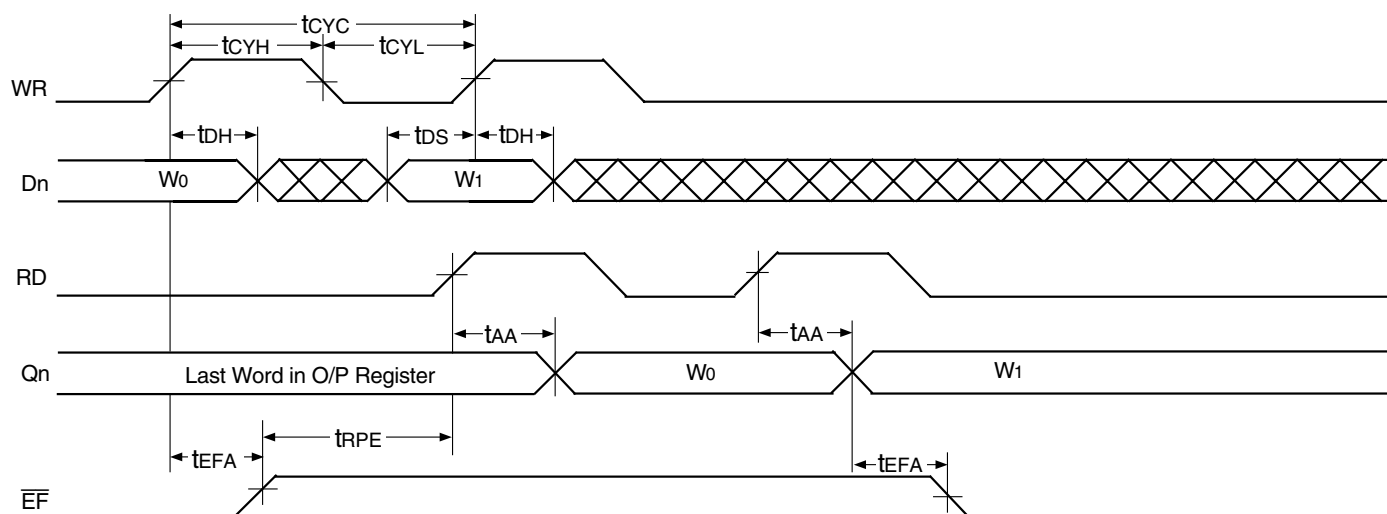 tCYC
tCYH tCYL
WR
tDH tDS tDH
Dn W0 W1
RD
tAA tAA
Qn Last Word in O/P Register W0 W1
tEFA tRPE tEFA
E̅F̅